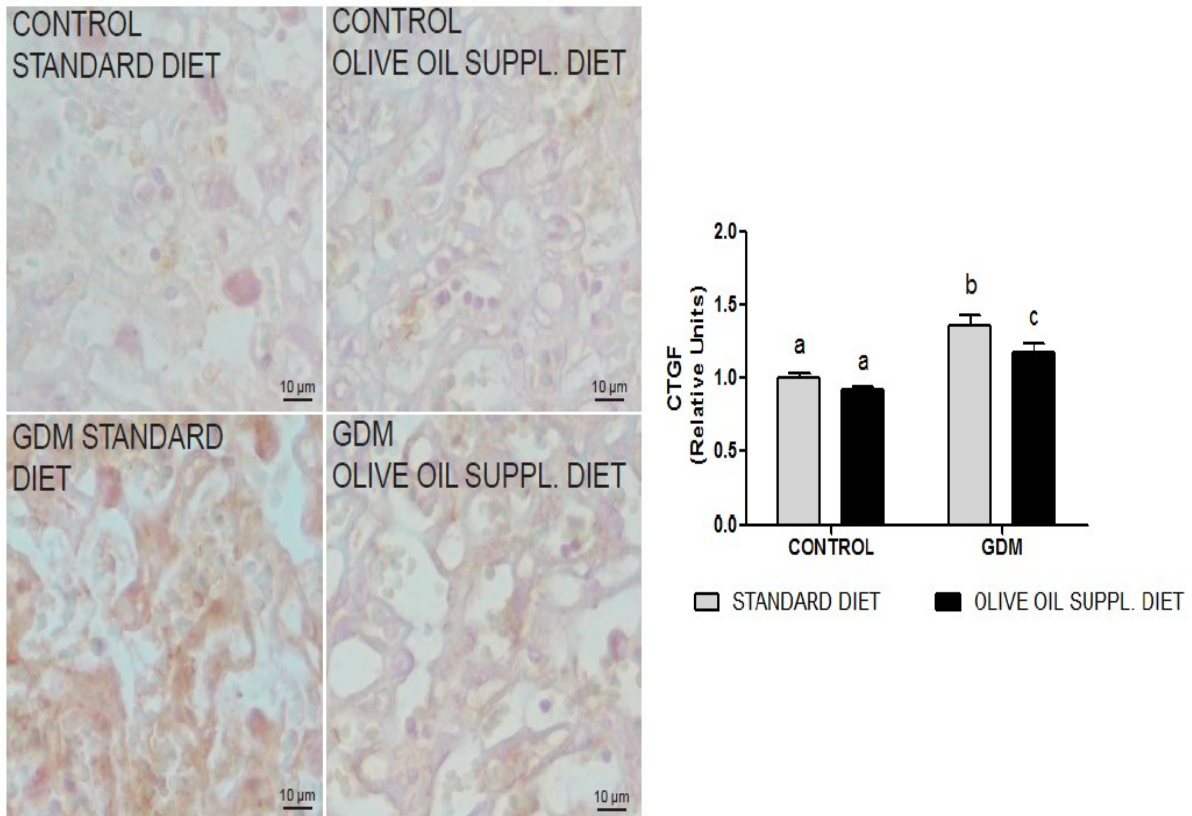 CONTROL
STANDARD DIET
10 µm
CONTROL
OLIVE OIL SUPPL. DIET
10 µm
GDM STANDARD
DIET
10 µm
GDM
OLIVE OIL SUPPL. DIET
10 µm
CTGF
(Relative Units)
2.0
1.5
1.0
0.5
0.0
a
a
b
c
CONTROL
GDM
STANDARD DIET
OLIVE OIL SUPPL. DIET